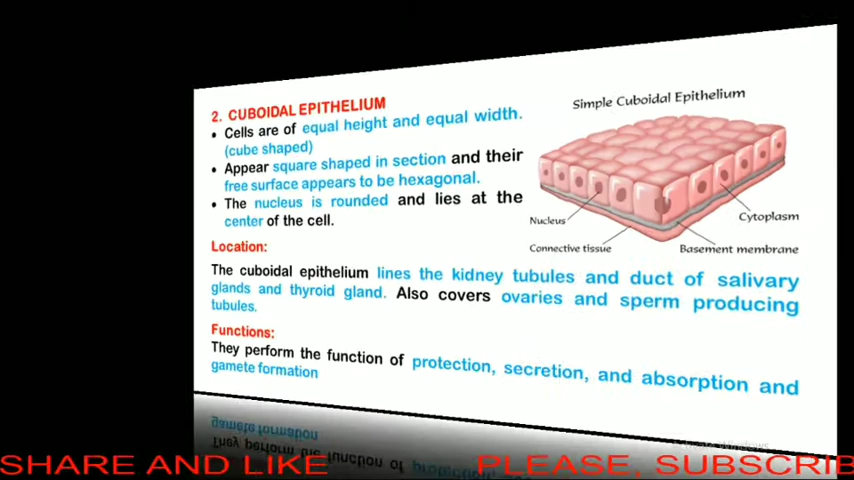 2. CUBOIDAL EPITHELIUM
• Cells are of equal height and equal width.
(cube shaped)
• Appear square shaped in section and their
free surface appears to be hexagonal.
• The nucleus is rounded and lies at the
center of the cell.
Simple Cuboidal Epithelium
Nucleus
Cytoplasm
Connective tissue
Basement membrane
Location:
The cuboidal epithelium lines the kidney tubules and duct of salivary
glands and thyroid gland. Also covers ovaries and sperm producing
tubules.
Functions:
They perform the function of protection, secretion, and absorption and
gamete formation
SHARE AND LIKE PLEASE, SUBSCRIB